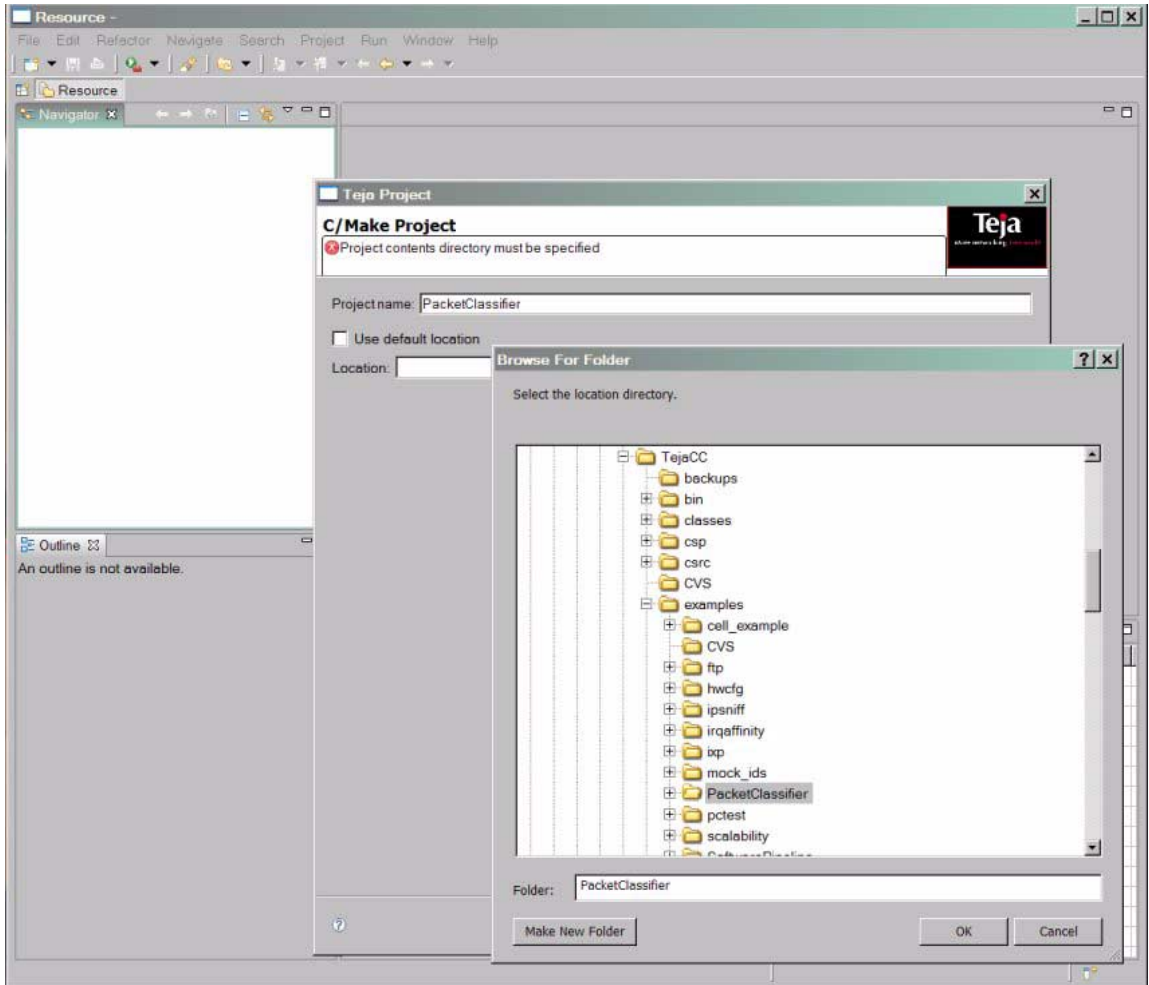 Resource -
File Edit Refactor Navigate Search Project Run Window Help
Resource
Navigator
Teja Project
C/Make Project
Teja
Project contents directory must be specified
Project name: PacketClassifier
Use default location
Location:
Browse For Folder
Select the location directory.
TejaCC
backups
bin
classes
csp
csrc
CVS
examples
cell_example
CVS
ftp
hwcfg
ipsniff
irqaffinity
ixp
mock_ids
PacketClassifier
pctest
scalability
Folder: PacketClassifier
Make New Folder OK Cancel
Outline
An outline is not available.